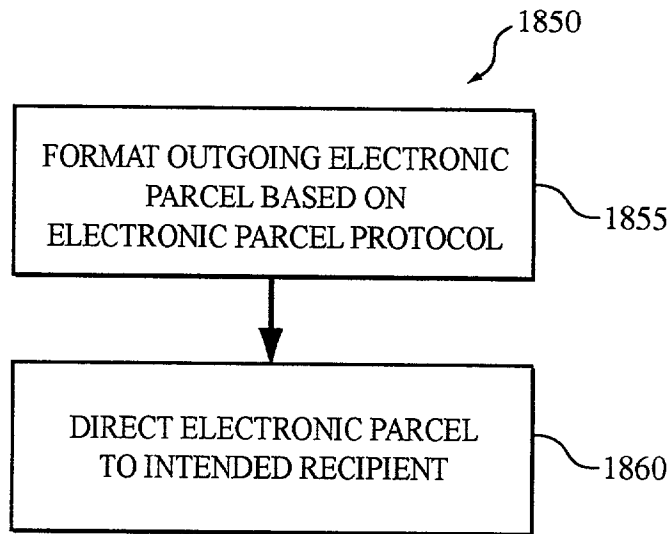 1850
FORMAT OUTGOING ELECTRONIC
PARCEL BASED ON
ELECTRONIC PARCEL PROTOCOL
1855
DIRECT ELECTRONIC PARCEL
TO INTENDED RECIPIENT
1860